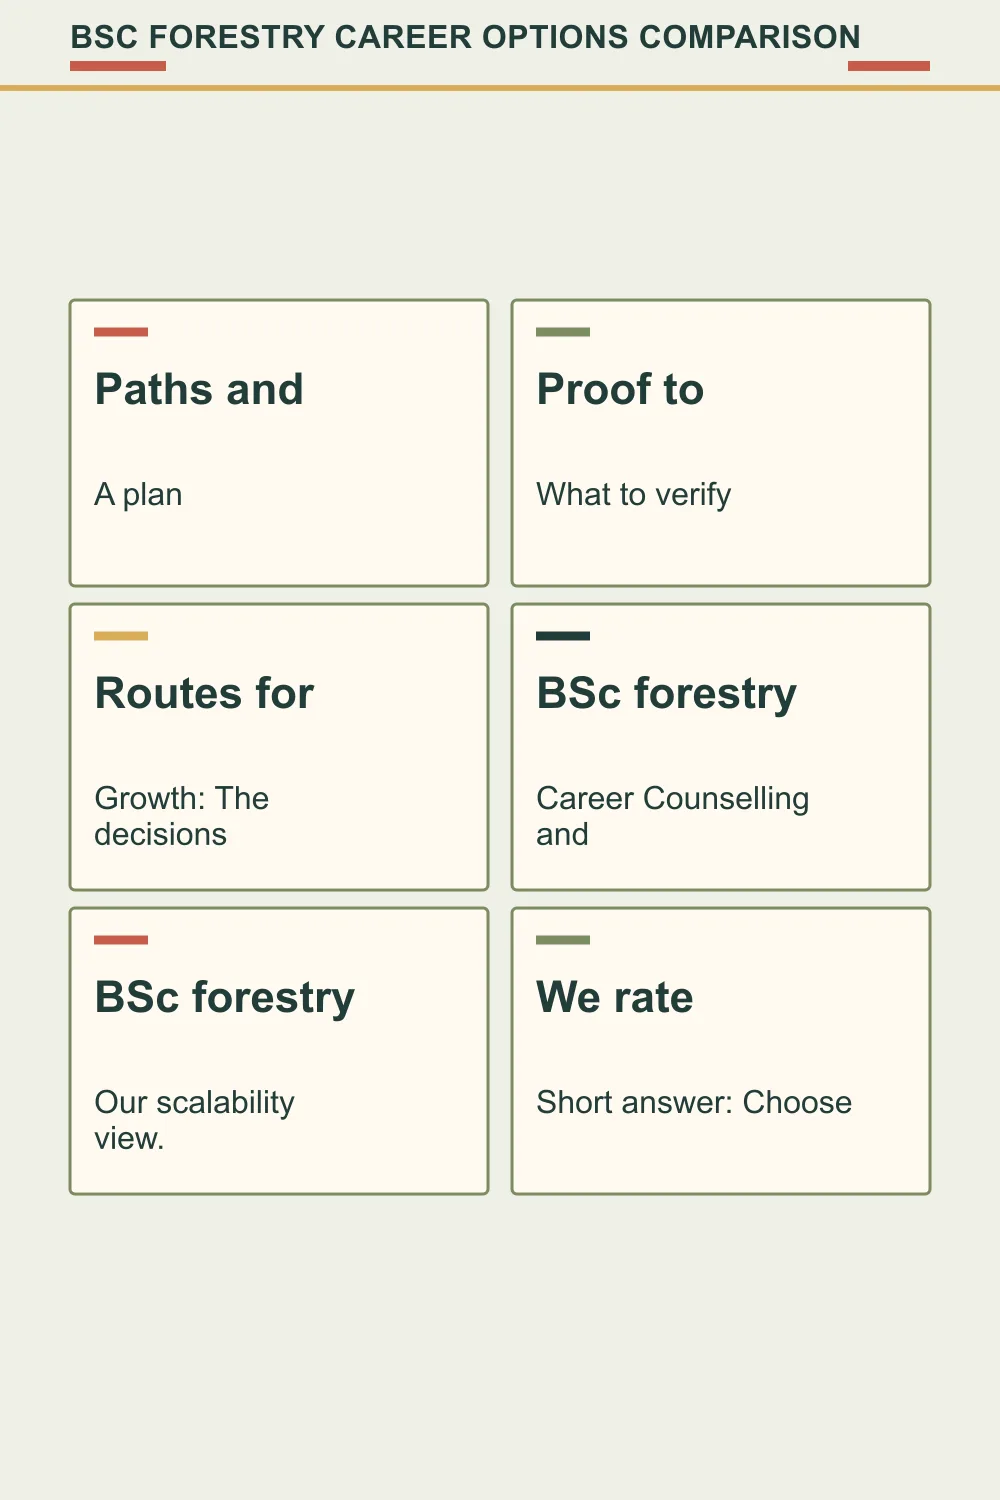 BSC FORESTRY CAREER OPTIONS COMPARISON
Paths and
A plan
Proof to
What to verify
Routes for
Growth: The
decisions
BSc forestry
Career Counselling
and
BSc forestry
Our scalability
view.
We rate
Short answer: Choose